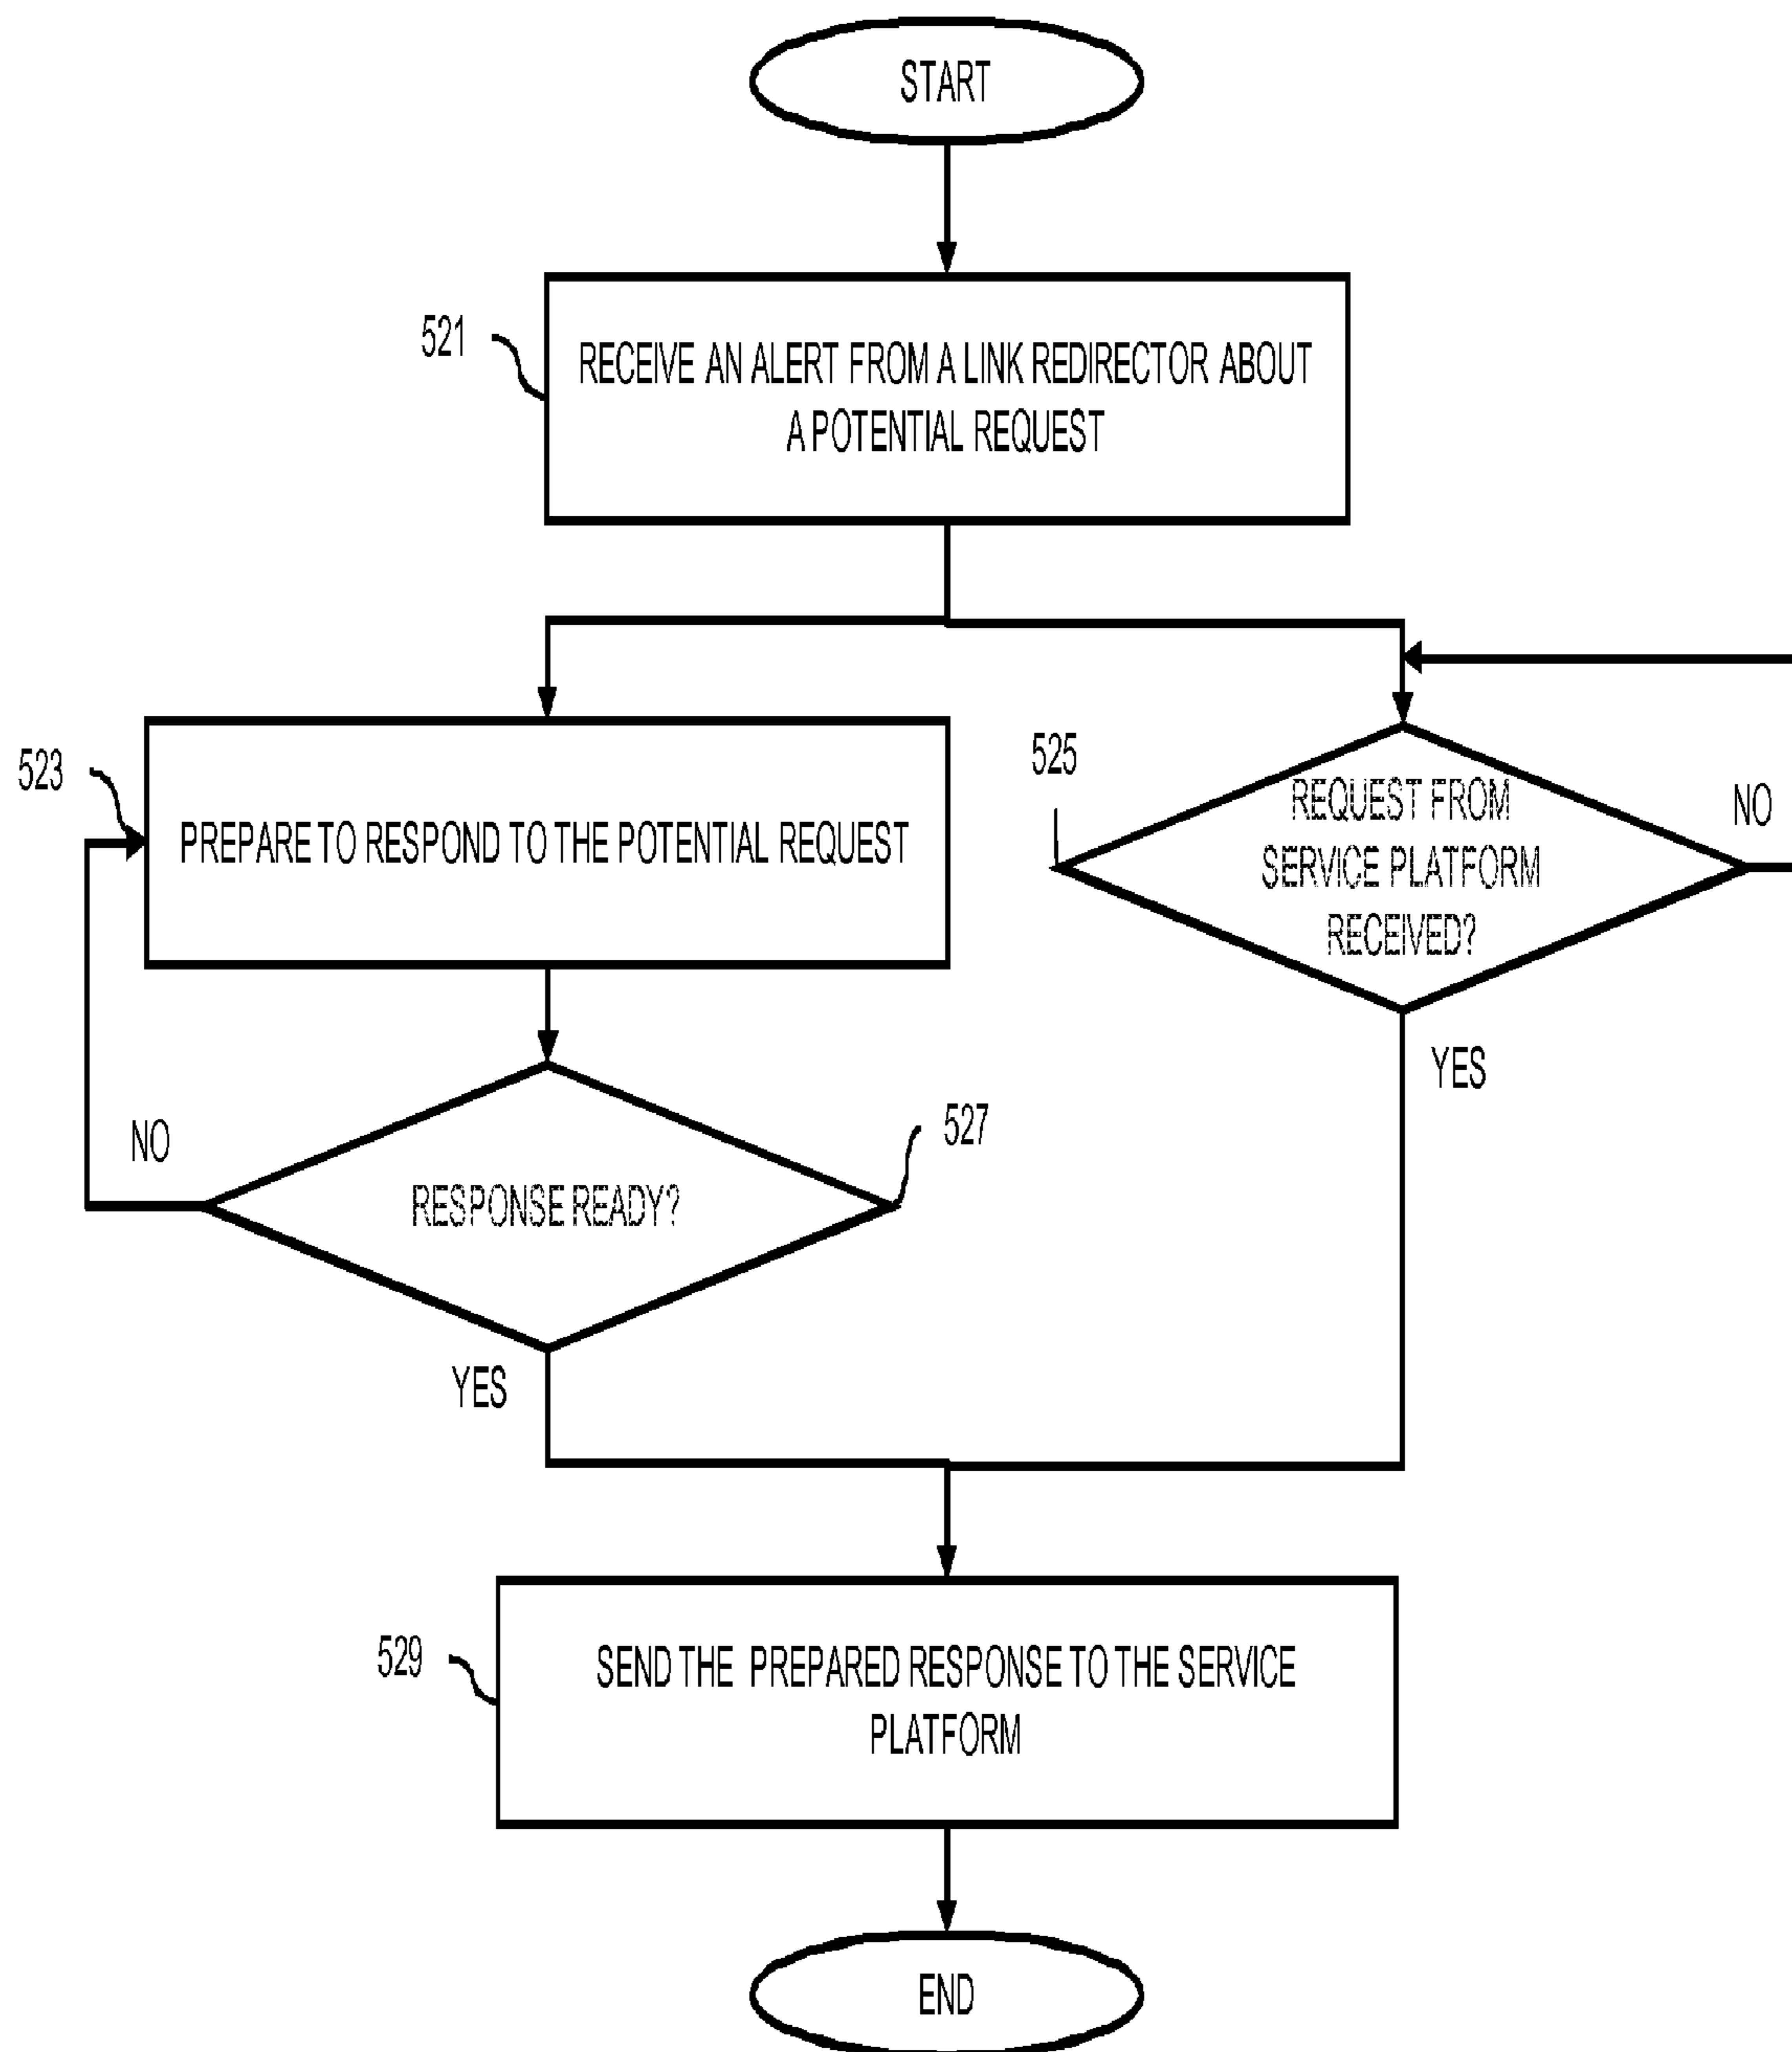 START
521
RECEIVE AN ALERT FROM A LINK REDIRECTOR ABOUT
A POTENTIAL REQUEST
523
PREPARE TO RESPOND TO THE POTENTIAL REQUEST
525
REQUEST FROM
SERVICE PLATFORM
RECEIVED?
NO
YES
NO
RESPONSE READY?
527
YES
529
SEND THE PREPARED RESPONSE TO THE SERVICE
PLATFORM
END